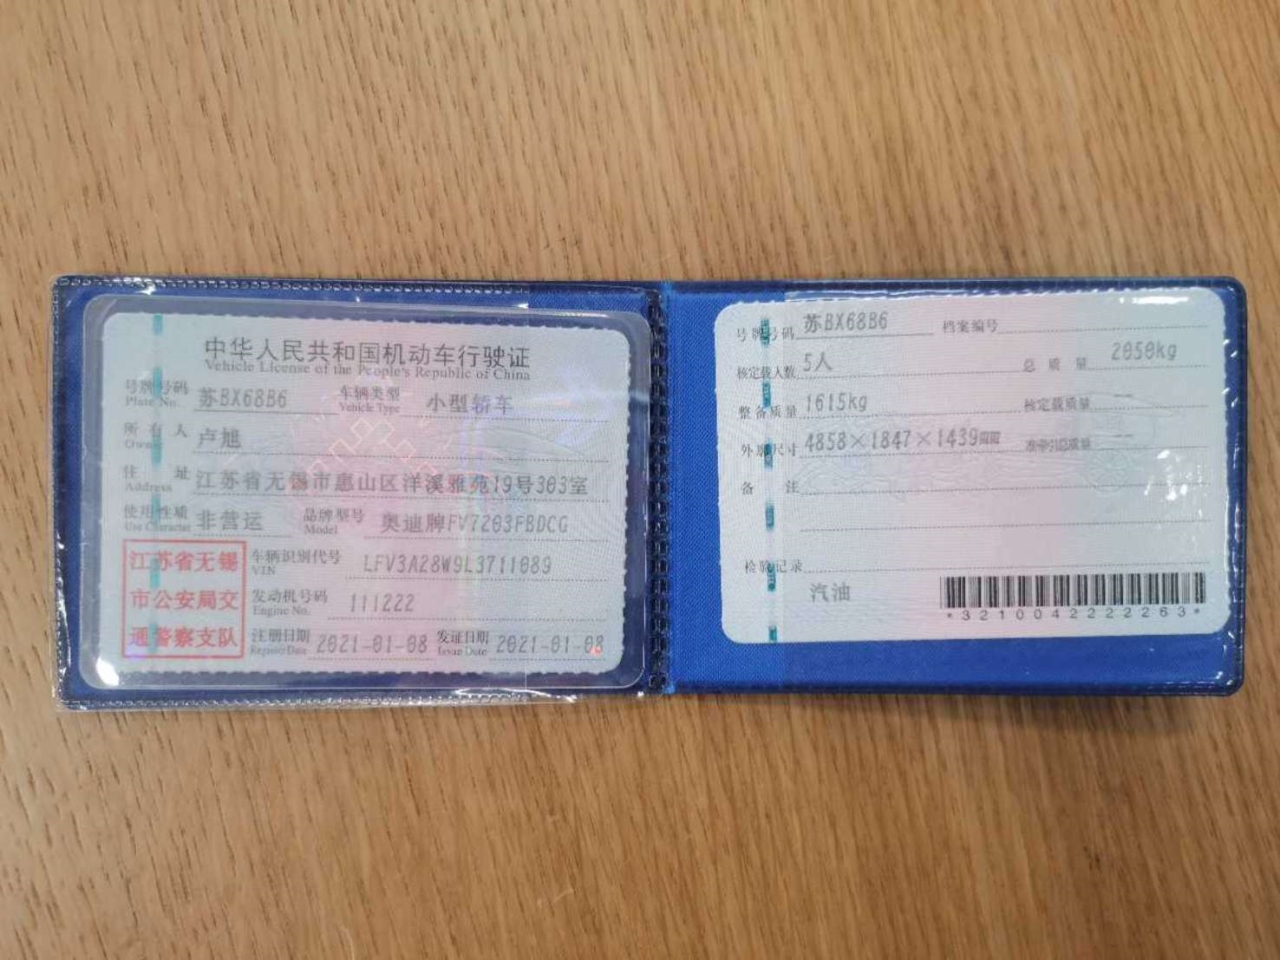 中华人民共和国机动车行驶证
Vehicle License of the People's Republic of China
号牌号码 苏BX68B6 车辆类型 小型轿车
Plate No. Vehicle Type
所有人 卢旭
Owner
住址 江苏省无锡市惠山区洋溪雅苑19号303室
Address
使用性质 非营运 品牌型号 奥迪牌FV7203FBDCG
Use Character Model
江苏省无锡
市公安局交
通警察支队
车辆识别代号 LFV3A28W9L3711089
VIN
发动机号码 111222
Engine No.
注册日期 2021-01-08 发证日期 2021-01-08
Register Date Issue Date
号牌号码 苏BX68B6 档案编号
核定载人数 5人 总质量 2050kg
整备质量 1615kg 核定载质量 --
外廓尺寸 4858×1847×1439 准牵引总质量 --
备注
检验记录
汽油
*3210042222263*